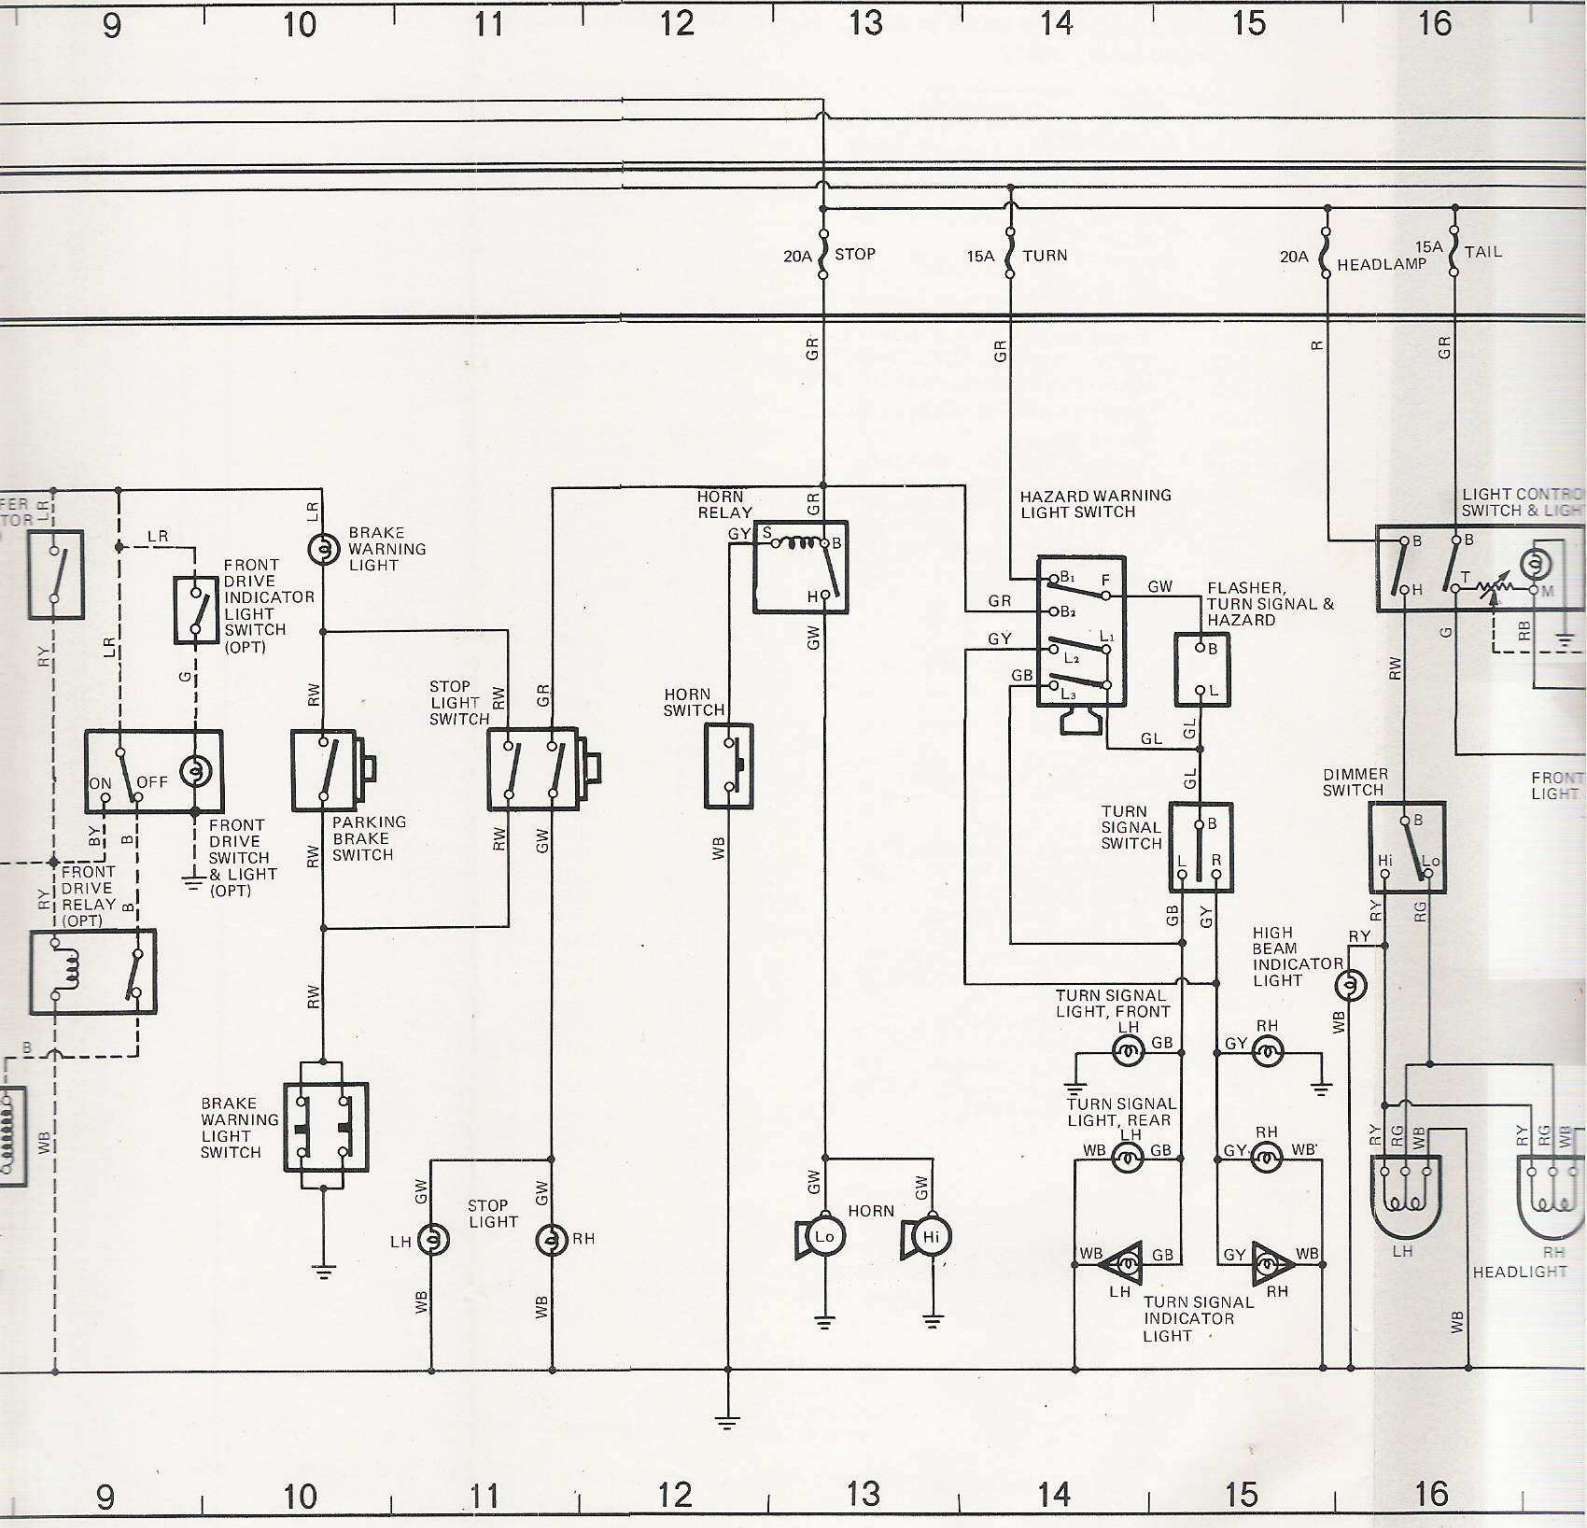 9 10 11 12 13 14 15 16
20A STOP
15A TURN
20A HEADLAMP
15A TAIL
GR
GR
R
GR
LR
LR
HORN
RELAY
GR
HAZARD WARNING
LIGHT SWITCH
SWITCH & LIGH
LIGHT CONTRO
FER
TOR
LR
BRAKE
WARNING
LIGHT
GY S B
H
FRONT
DRIVE
INDICATOR
LIGHT
SWITCH
(OPT)
B1 F
B2
L1
L2
L3
GW
GR
GY
GB
FLASHER,
TURN SIGNAL &
HAZARD
B
L
B B
H T M
RY
LR
G
RW
STOP
LIGHT
SWITCH
RW
GR
HORN
SWITCH
GW
GL
GL
GL
RW
G
RB
ON OFF
BY
B
FRONT
DRIVE
SWITCH
& LIGHT
(OPT)
PARKING
BRAKE
SWITCH
RW
RW
GW
WB
TURN
SIGNAL
SWITCH
B
L R
DIMMER
SWITCH
B
Hi Lo
FRONT
LIGHT
FRONT
DRIVE
RELAY
(OPT)
RY
B
GB
GY
RY
RG
HIGH
BEAM
INDICATOR
LIGHT
RY
WB
RW
B
WB
TURN SIGNAL
LIGHT, FRONT
LH GB
RH GY
BRAKE
WARNING
LIGHT
SWITCH
TURN SIGNAL
LIGHT, REAR
LH
WB GB
RH
GY WB
RY RG WB
RY RG WB
GW
GW
STOP
LIGHT
LH
RH
GW
GW
HORN
Lo Hi
WB GB
LH
GY WB
RH
TURN SIGNAL
INDICATOR
LIGHT
LH
RH
HEADLIGHT
WB
WB
WB
9 10 11 12 13 14 15 16